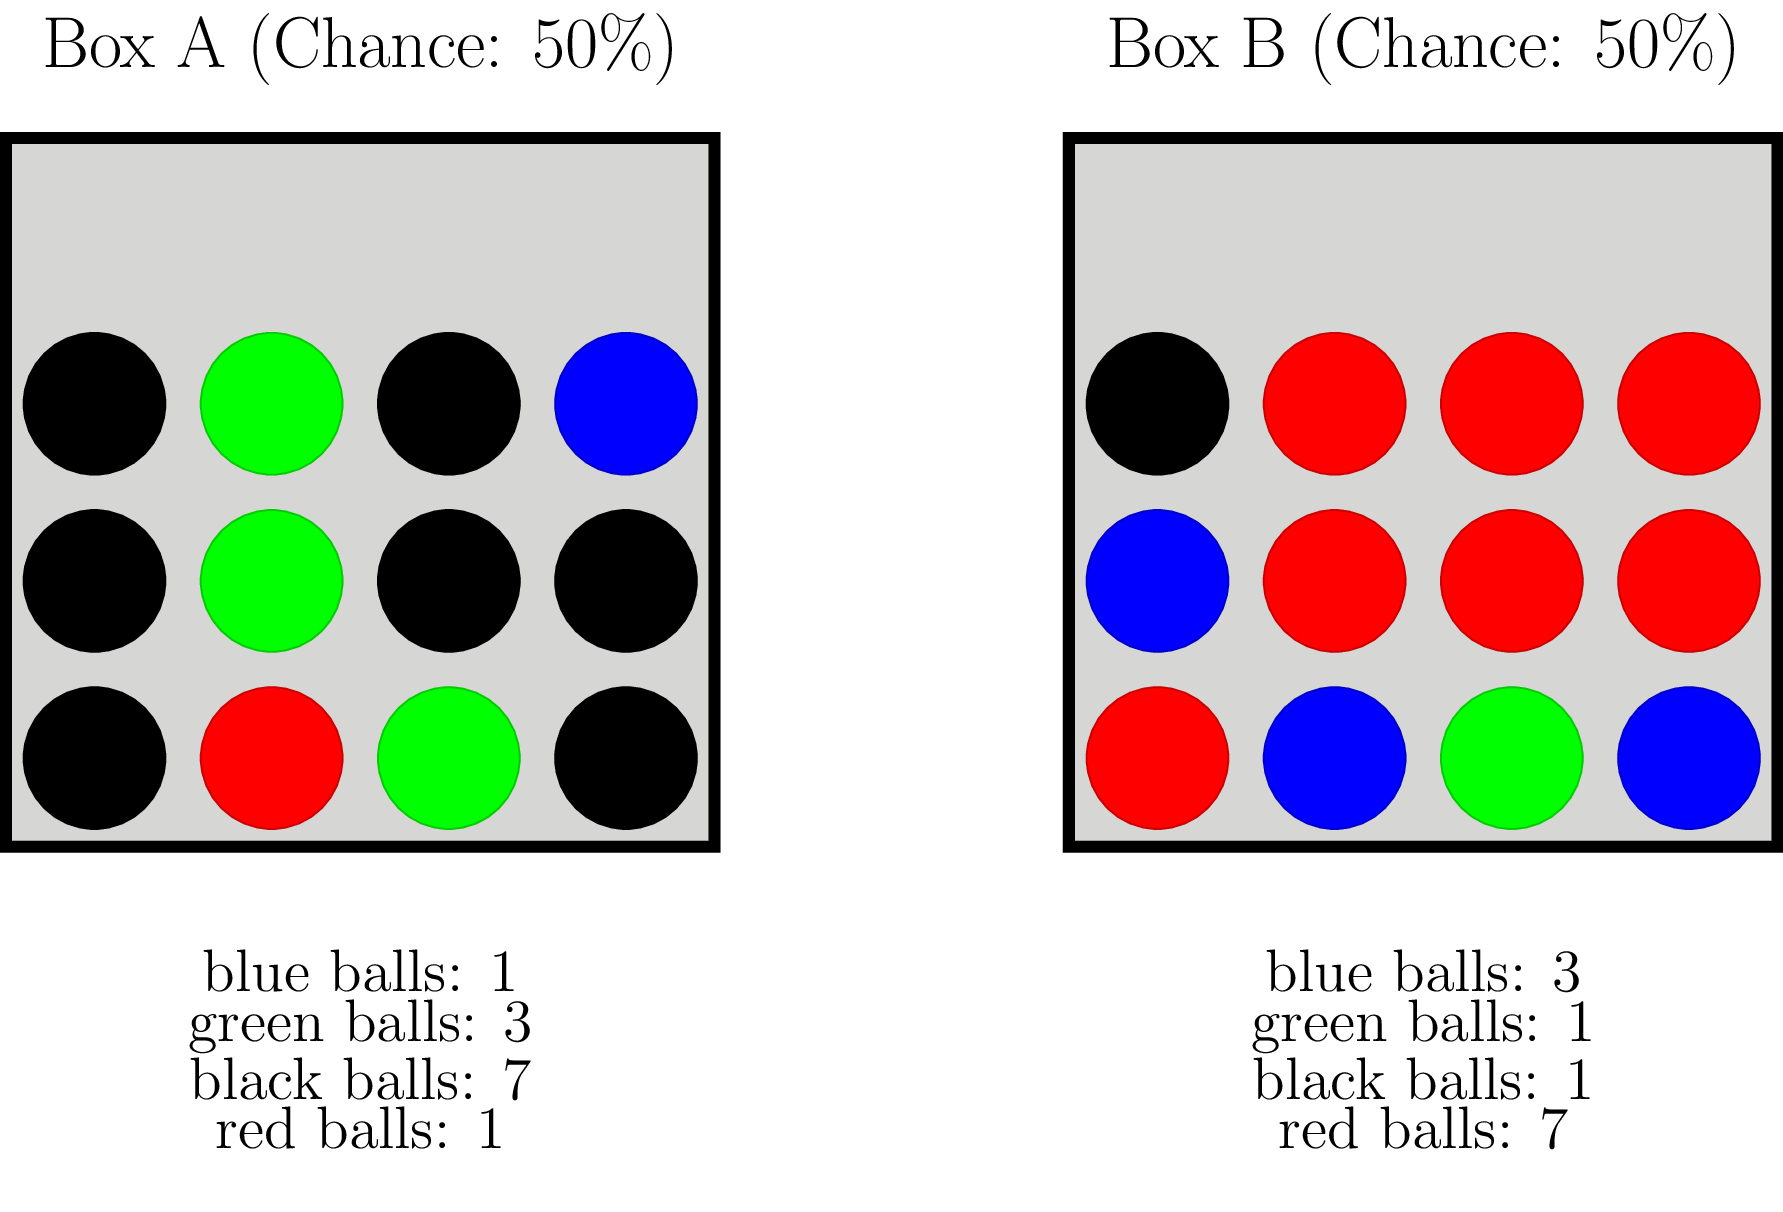 Box A (Chance: 50%)
Box B (Chance: 50%)
blue balls: 1
green balls: 3
black balls: 7
red balls: 1
blue balls: 3
green balls: 1
black balls: 1
red balls: 7